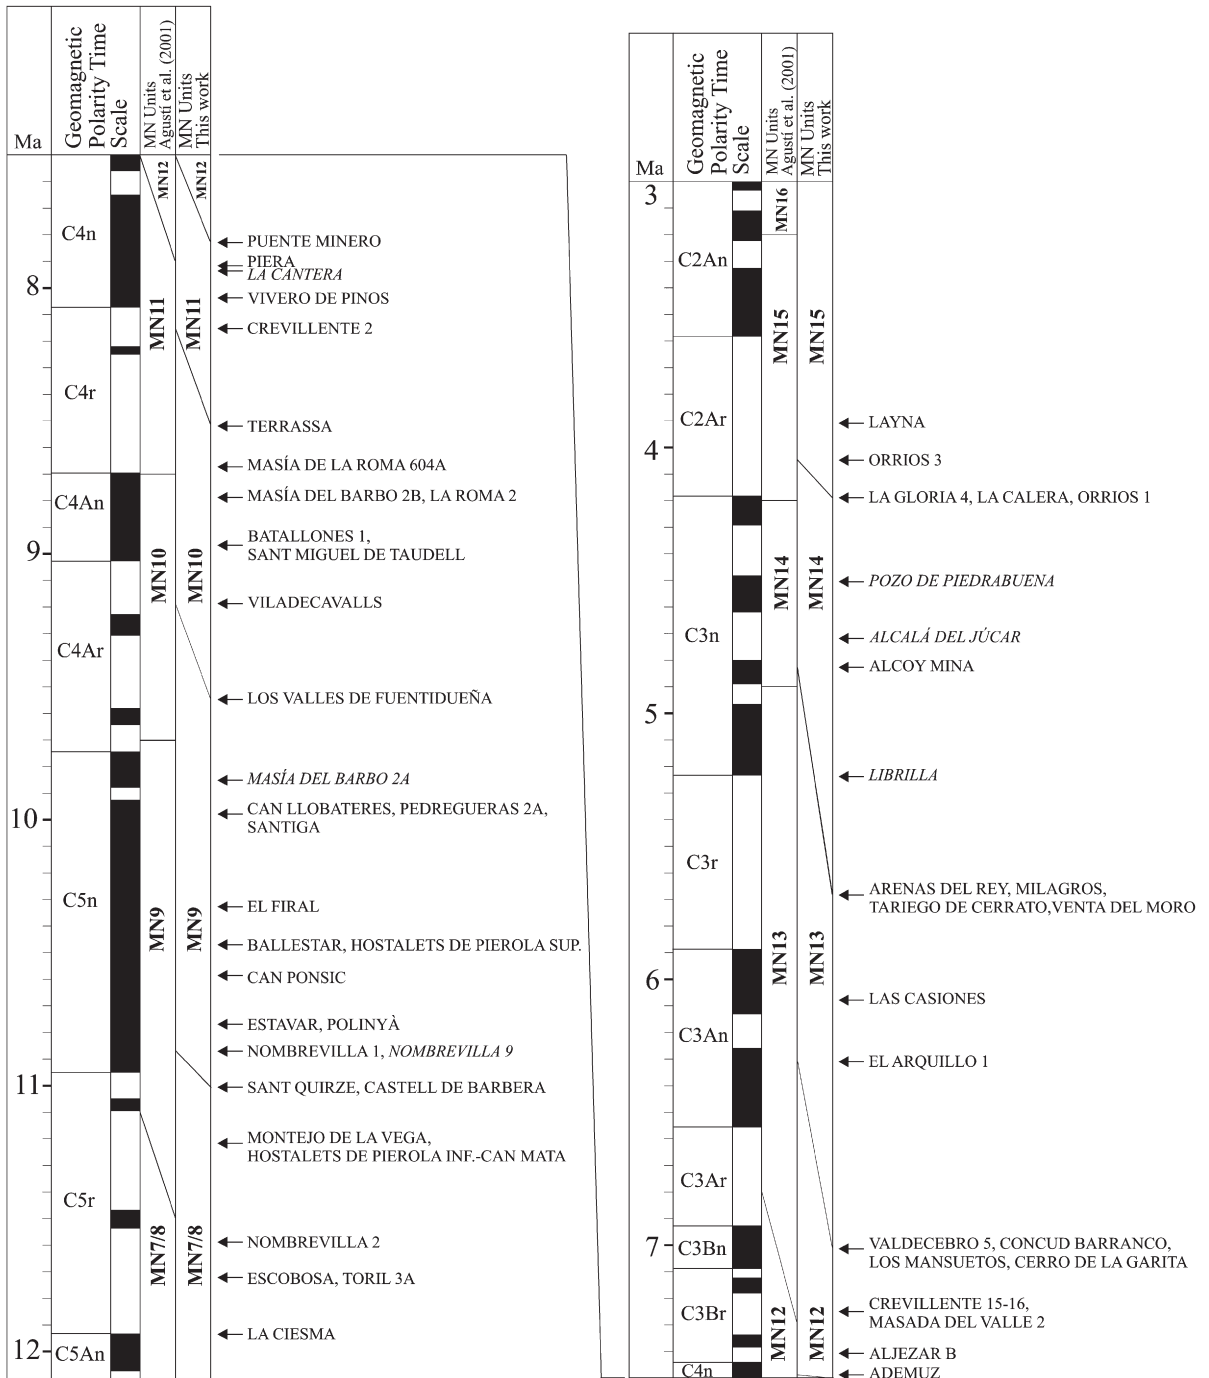 Ma
Geomagnetic
Polarity Time
Scale
MN Units
Agustí et al. (2001)
MN Units
This work
MN12
MN12
C4n
PUENTE MINERO
PIERA
LA CANTERA
8
VIVERO DE PINOS
MN11
MN11
CREVILLENTE 2
C4r
TERRASSA
MASÍA DE LA ROMA 604A
C4An
MASÍA DEL BARBO 2B, LA ROMA 2
BATALLONES 1,
SANT MIGUEL DE TAUDELL
9
MN10
MN10
VILADECAVALLS
C4Ar
LOS VALLES DE FUENTIDUEÑA
MASÍA DEL BARBO 2A
10
CAN LLOBATERES, PEDREGUERAS 2A,
SANTIGA
C5n
EL FIRAL
MN9
MN9
BALLESTAR, HOSTALETS DE PIEROLA SUP.
CAN PONSIC
ESTAVAR, POLINYÀ
NOMBREVILLA 1, NOMBREVILLA 9
11
SANT QUIRZE, CASTELL DE BARBERA
MONTEJO DE LA VEGA,
HOSTALETS DE PIEROLA INF.-CAN MATA
C5r
MN7/8
MN7/8
NOMBREVILLA 2
ESCOBOSA, TORIL 3A
LA CIESMA
12
C5An
Ma
Geomagnetic
Polarity Time
Scale
MN Units
Agustí et al. (2001)
MN Units
This work
3
MN16
C2An
MN15
MN15
C2Ar
LAYNA
4
ORRIOS 3
LA GLORIA 4, LA CALERA, ORRIOS 1
MN14
MN14
POZO DE PIEDRABUENA
C3n
ALCALÁ DEL JÚCAR
ALCOY MINA
5
LIBRILLA
C3r
ARENAS DEL REY, MILAGROS,
TARIEGO DE CERRATO,VENTA DEL MORO
MN13
MN13
6
LAS CASIONES
C3An
EL ARQUILLO 1
C3Ar
7
C3Bn
VALDECEBRO 5, CONCUD BARRANCO,
LOS MANSUETOS, CERRO DE LA GARITA
C3Br
CREVILLENTE 15-16,
MASADA DEL VALLE 2
MN12
MN12
ALJEZAR B
C4n
ADEMUZ